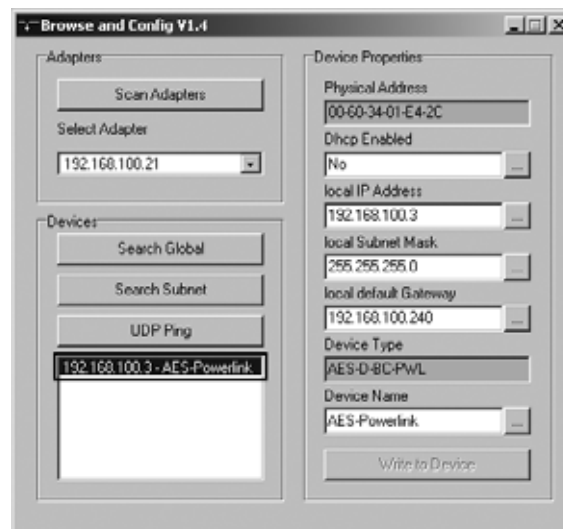 Browse and Config V1.4
Adapters
Scan Adapters
Select Adapter
192.168.100.21
Devices
Search Global
Search Subnet
UDP Ping
192.168.100.3 - AES-Powerlink
Device Properties
Physical Address
00-60-34-01-E4-2C
Dhcp Enabled
No
...
local IP Address
192.168.100.3
...
local Subnet Mask
255.255.255.0
...
local default Gateway
192.168.100.240
...
Device Type
AES-D-BC-PWL
Device Name
AES-Powerlink
...
Write to Device